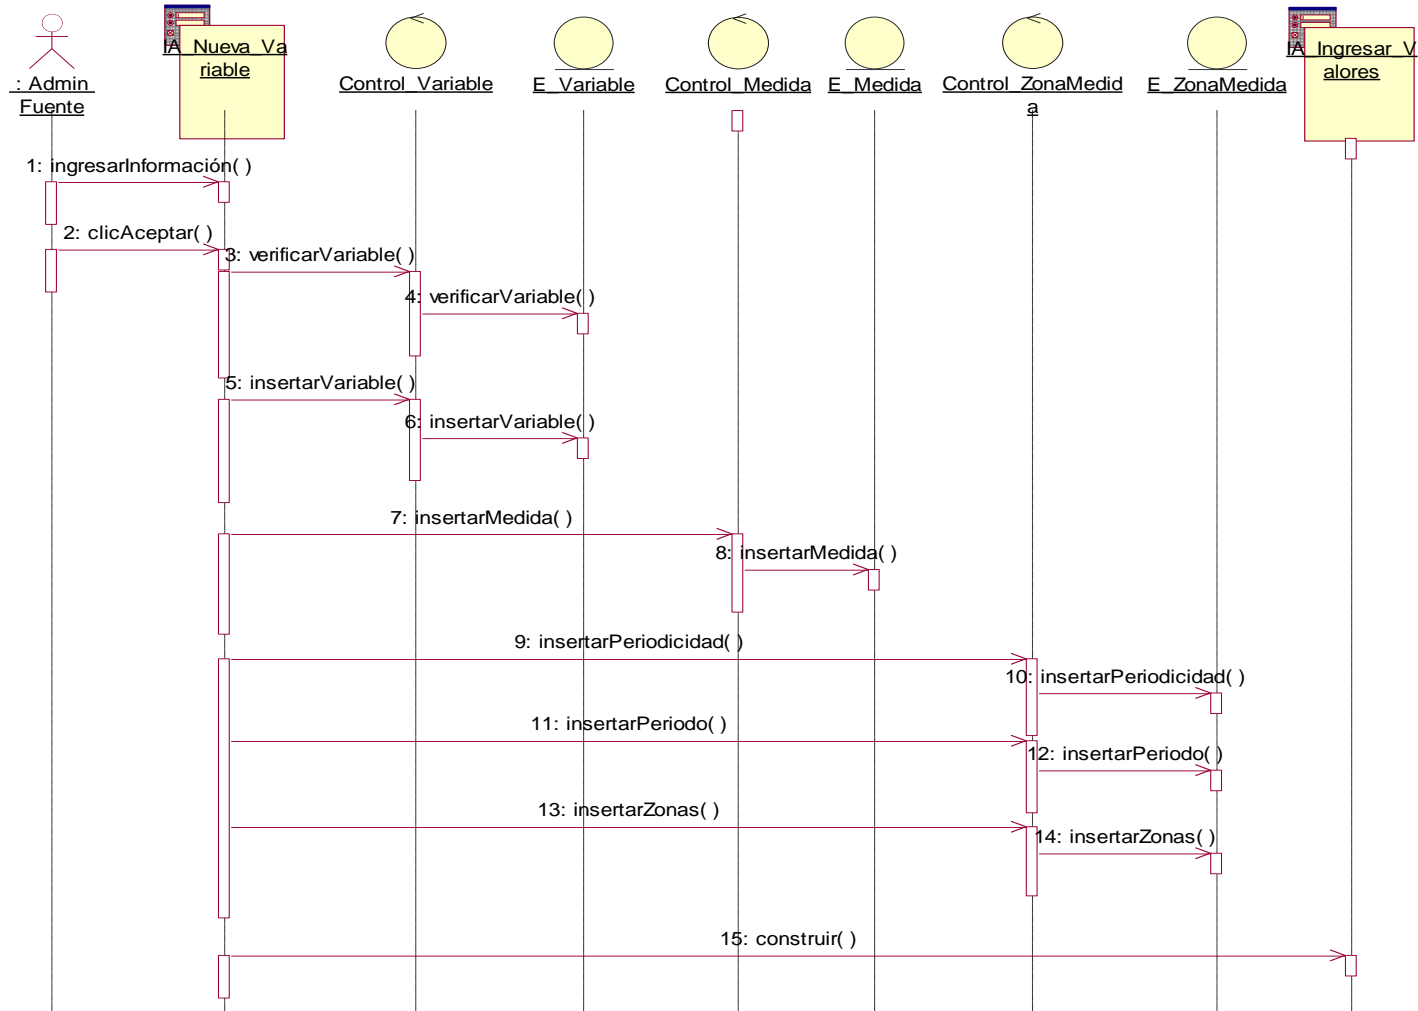 : Admin
Fuente
IA_Nueva_Va
riable
Control_Variable
E_Variable
Control_Medida
E_Medida
Control_ZonaMedid
a
E_ZonaMedida
IA_Ingresar_V
alores
1: ingresarInformación( )
2: clicAceptar( )
3: verificarVariable( )
4: verificarVariable( )
5: insertarVariable( )
6: insertarVariable( )
7: insertarMedida( )
8: insertarMedida( )
9: insertarPeriodicidad( )
10: insertarPeriodicidad( )
11: insertarPeriodo( )
12: insertarPeriodo( )
13: insertarZonas( )
14: insertarZonas( )
15: construir( )